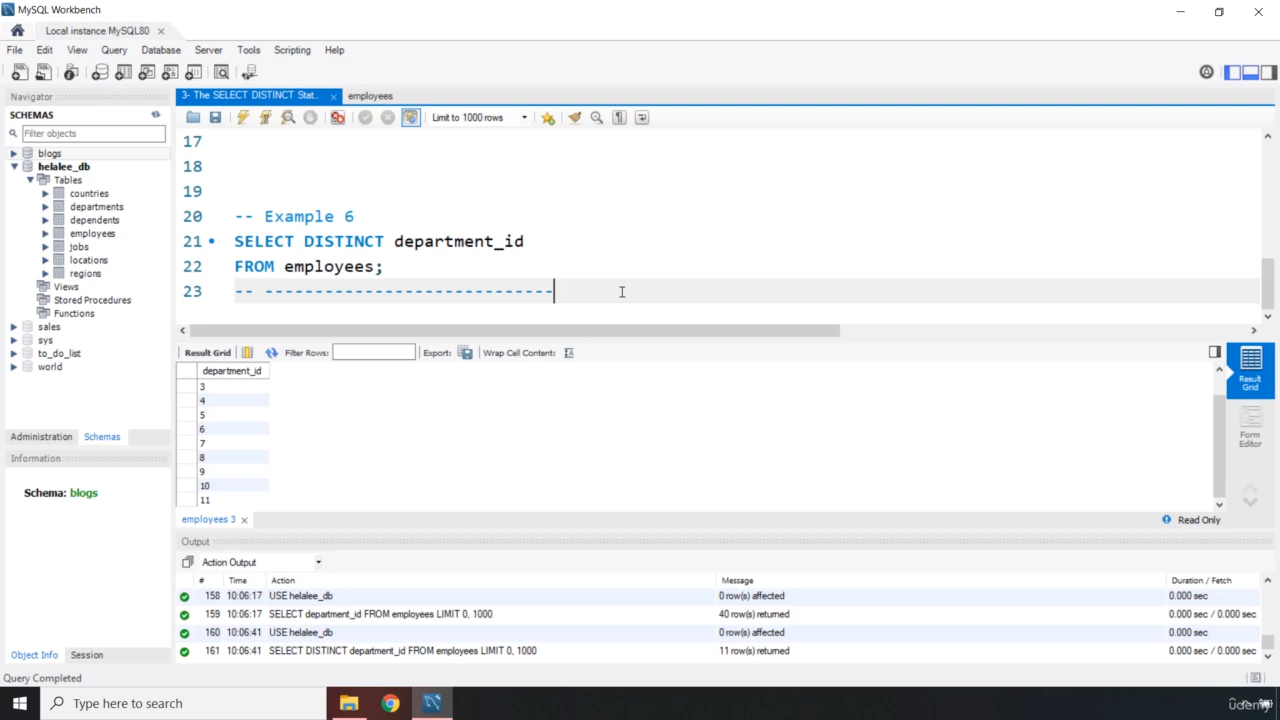 MySQL Workbench
Local instance MySQL80
File Edit View Query Database Server Tools Scripting Help
Navigator
SCHEMAS
Filter objects
blogs
helalee_db
Tables
countries
departments
dependents
employees
jobs
locations
regions
Views
Stored Procedures
Functions
sales
sys
to_do_list
world
Administration Schemas
Information
Schema: blogs
Object Info Session
3- The SELECT DISTINCT Stat.. employees
Limit to 1000 rows
17
18
19
20 -- Example 6
21 SELECT DISTINCT department_id
22 FROM employees;
23 -- -----------------------------
Result Grid Filter Rows: Export: Wrap Cell Content:
department_id
3
4
5
6
7
8
9
10
11
Result Grid
Form Editor
employees 3
Read Only
Output
Action Output
# Time Action Message Duration / Fetch
158 10:06:17 USE helalee_db 0 row(s) affected 0.000 sec
159 10:06:17 SELECT department_id FROM employees LIMIT 0, 1000 40 row(s) returned 0.000 sec / 0.000 sec
160 10:06:41 USE helalee_db 0 row(s) affected 0.000 sec
161 10:06:41 SELECT DISTINCT department_id FROM employees LIMIT 0, 1000 11 row(s) returned 0.000 sec / 0.000 sec
Query Completed
Type here to search
udemy